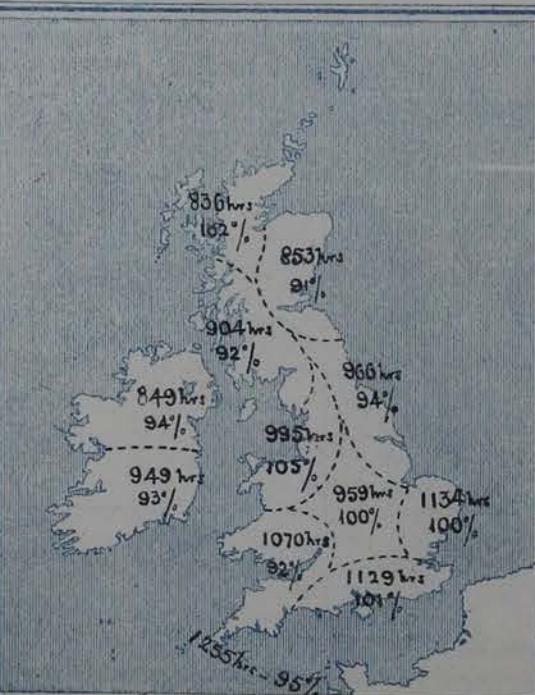 836 hrs
102%
853 hrs
91%
904 hrs
92%
966 hrs
94%
849 hrs
94%
995 hrs
105%
949 hrs
93%
959 hrs
100%
1134 hrs
100%
1070 hrs
92%
1129 hrs
101%
1255 hrs - 95%